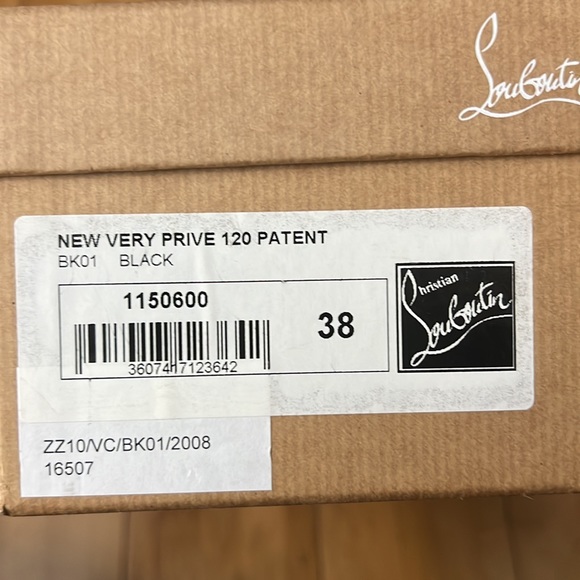 Louboutin
NEW VERY PRIVE 120 PATENT
BK01 BLACK
1150600
38
Christian
Louboutin
3607417123642
ZZ10/VC/BK01/2008
16507